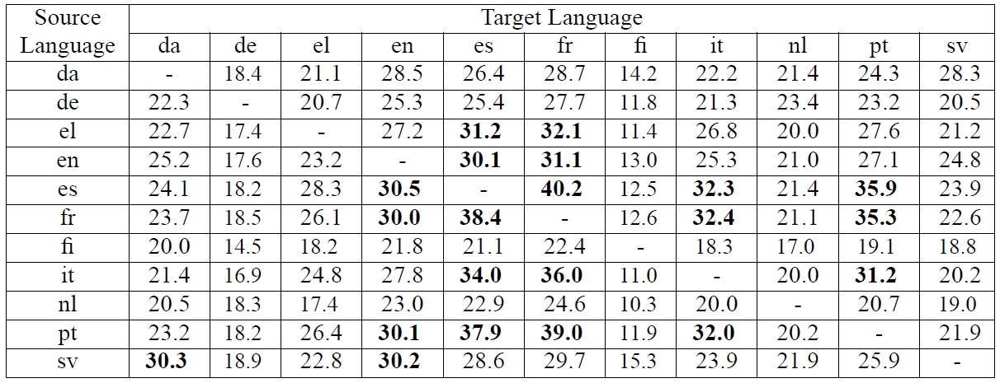 Source Target Language
Language da de el en es fr fi it nl pt sv
da - 18.4 21.1 28.5 26.4 28.7 14.2 22.2 21.4 24.3 28.3
de 22.3 - 20.7 25.3 25.4 27.7 11.8 21.3 23.4 23.2 20.5
el 22.7 17.4 - 27.2 31.2 32.1 11.4 26.8 20.0 27.6 21.2
en 25.2 17.6 23.2 - 30.1 31.1 13.0 25.3 21.0 27.1 24.8
es 24.1 18.2 28.3 30.5 - 40.2 12.5 32.3 21.4 35.9 23.9
fr 23.7 18.5 26.1 30.0 38.4 - 12.6 32.4 21.1 35.3 22.6
fi 20.0 14.5 18.2 21.8 21.1 22.4 - 18.3 17.0 19.1 18.8
it 21.4 16.9 24.8 27.8 34.0 36.0 11.0 - 20.0 31.2 20.2
nl 20.5 18.3 17.4 23.0 22.9 24.6 10.3 20.0 - 20.7 19.0
pt 23.2 18.2 26.4 30.1 37.9 39.0 11.9 32.0 20.2 - 21.9
sv 30.3 18.9 22.8 30.2 28.6 29.7 15.3 23.9 21.9 25.9 -